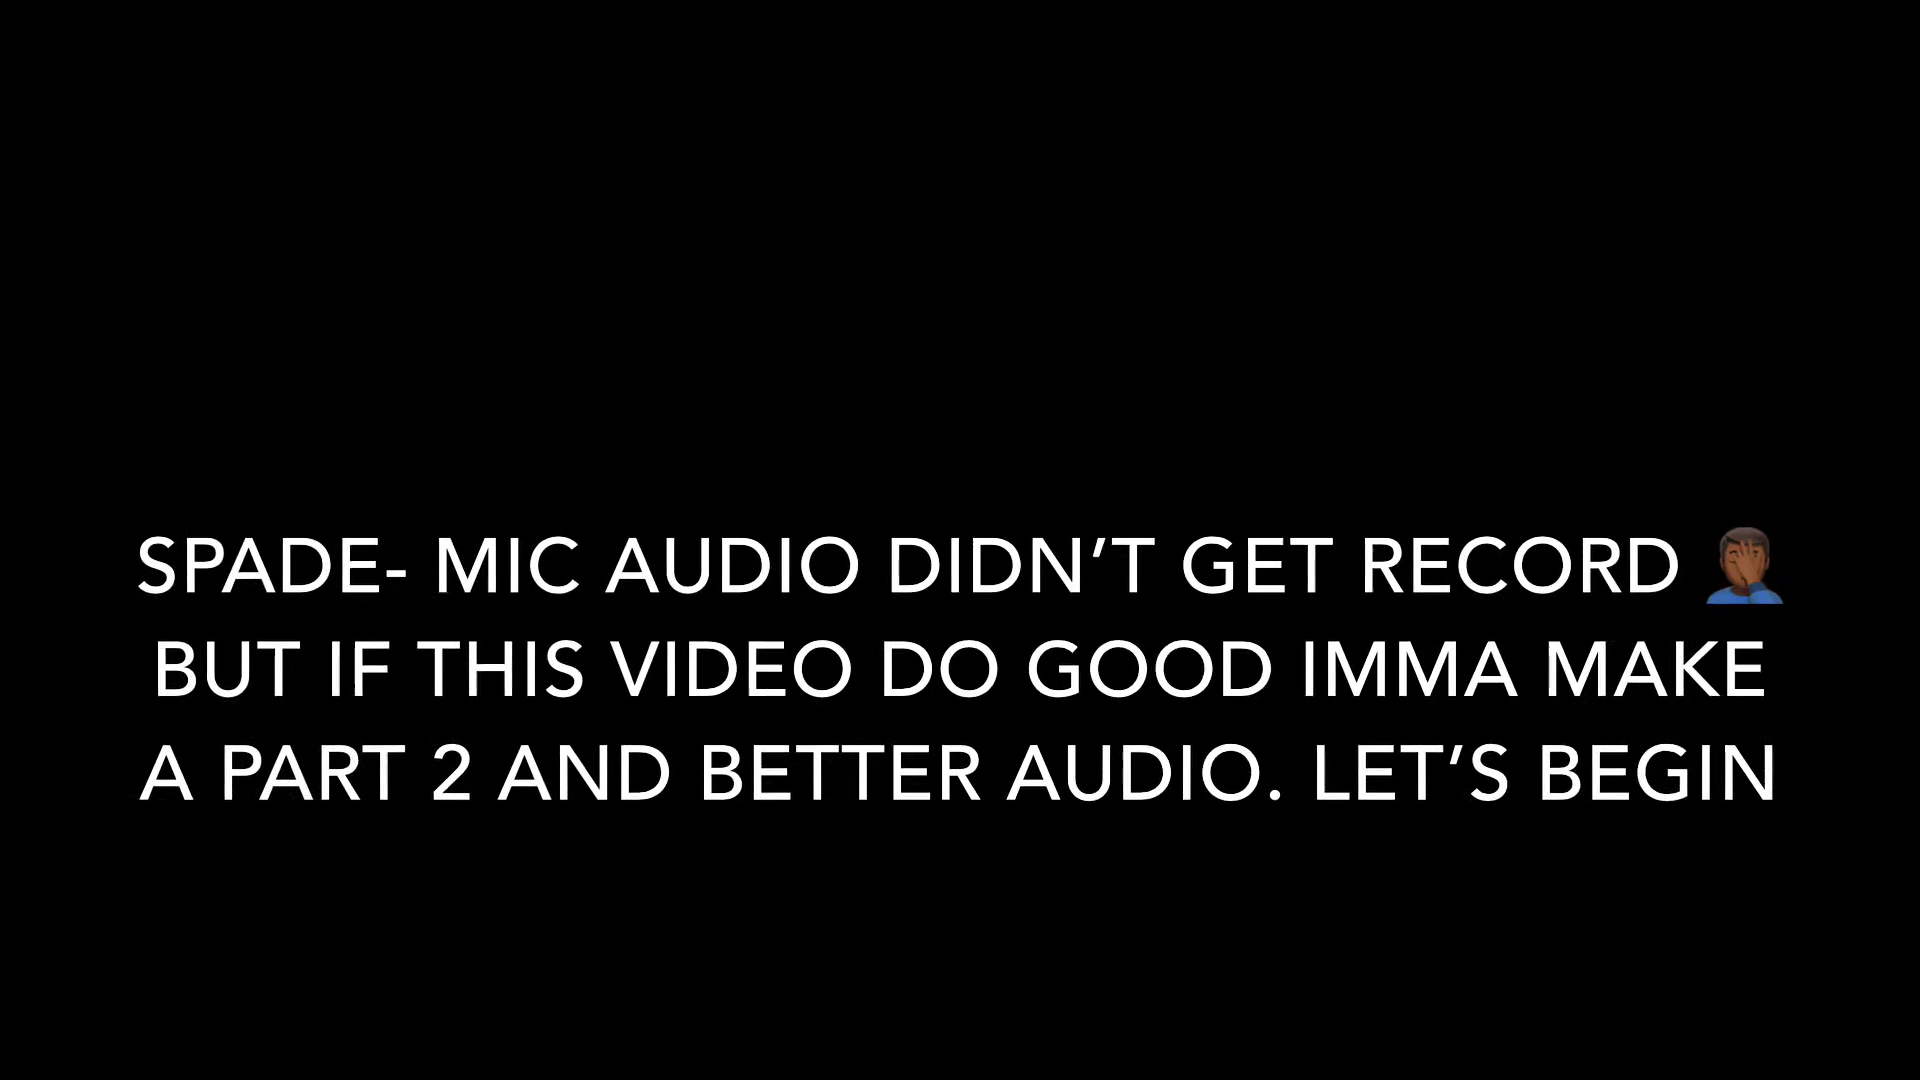 SPADE- MIC AUDIO DIDN’T GET RECORD 🤦🏾‍♂️
BUT IF THIS VIDEO DO GOOD IMMA MAKE
A PART 2 AND BETTER AUDIO. LET’S BEGIN